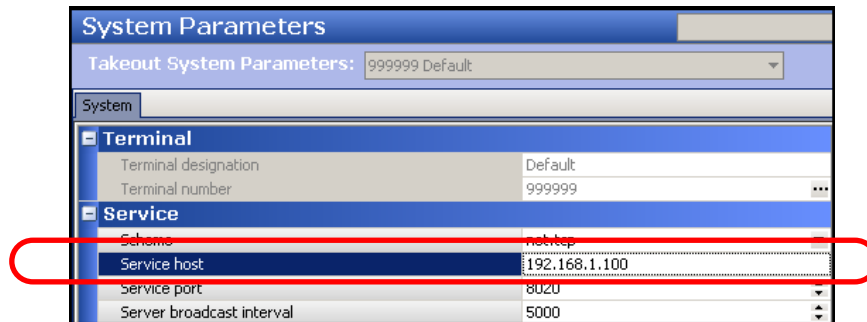 System Parameters
Takeout System Parameters: 999999 Default
System
Terminal
Terminal designation Default
Terminal number 999999 ...
Service
Scheme net.tcp
Service host 192.168.1.100
Service port 8020
Server broadcast interval 5000